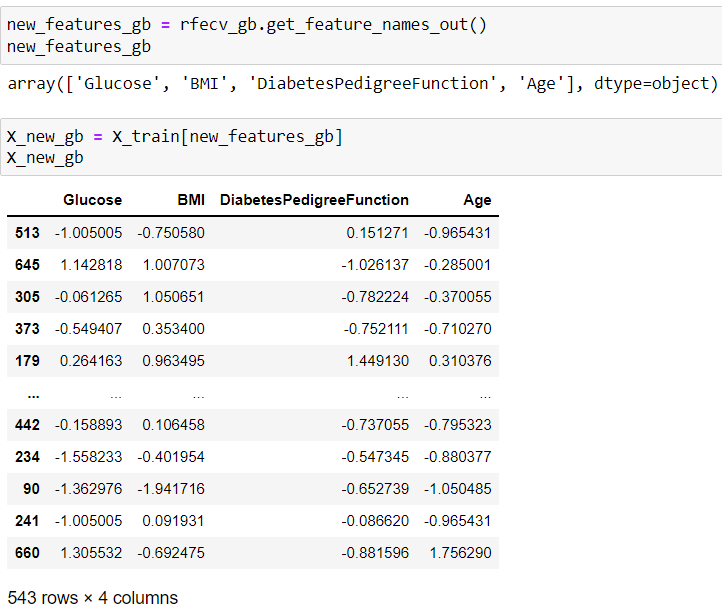 new_features_gb = rfecv_gb.get_feature_names_out()
new_features_gb
array(['Glucose', 'BMI', 'DiabetesPedigreeFunction', 'Age'], dtype=object)
X_new_gb = X_train[new_features_gb]
X_new_gb
Glucose BMI DiabetesPedigreeFunction Age
513 -1.005005 -0.750580 0.151271 -0.965431
645 1.142818 1.007073 -1.026137 -0.285001
305 -0.061265 1.050651 -0.782224 -0.370055
373 -0.549407 0.353400 -0.752111 -0.710270
179 0.264163 0.963495 1.449130 0.310376
... ... ... ... ...
442 -0.158893 0.106458 -0.737055 -0.795323
234 -1.558233 -0.401954 -0.547345 -0.880377
90 -1.362976 -1.941716 -0.652739 -1.050485
241 -1.005005 0.091931 -0.086620 -0.965431
660 1.305532 -0.692475 -0.881596 1.756290
543 rows × 4 columns